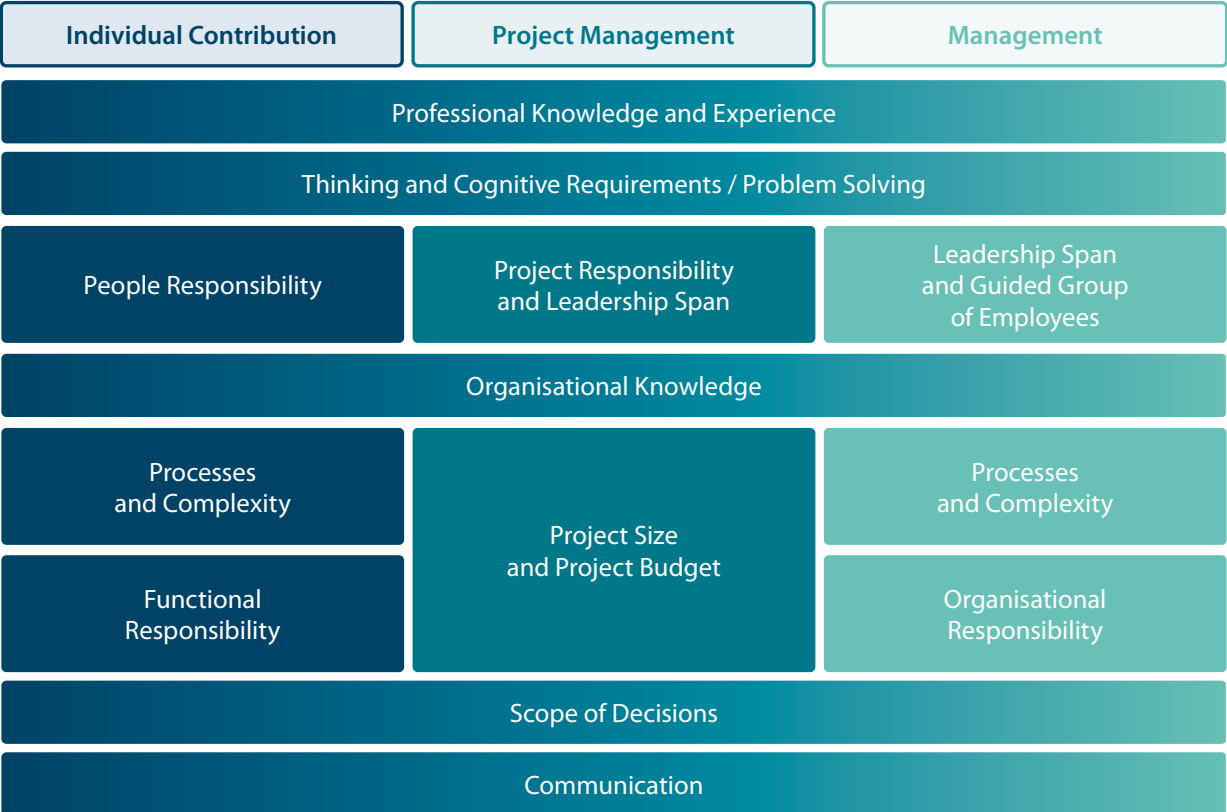 Individual Contribution
Project Management
Management
Professional Knowledge and Experience
Thinking and Cognitive Requirements / Problem Solving
People Responsibility
Project Responsibility
and Leadership Span
Leadership Span
and Guided Group
of Employees
Organisational Knowledge
Processes
and Complexity
Project Size
and Project Budget
Processes
and Complexity
Functional
Responsibility
Organisational
Responsibility
Scope of Decisions
Communication